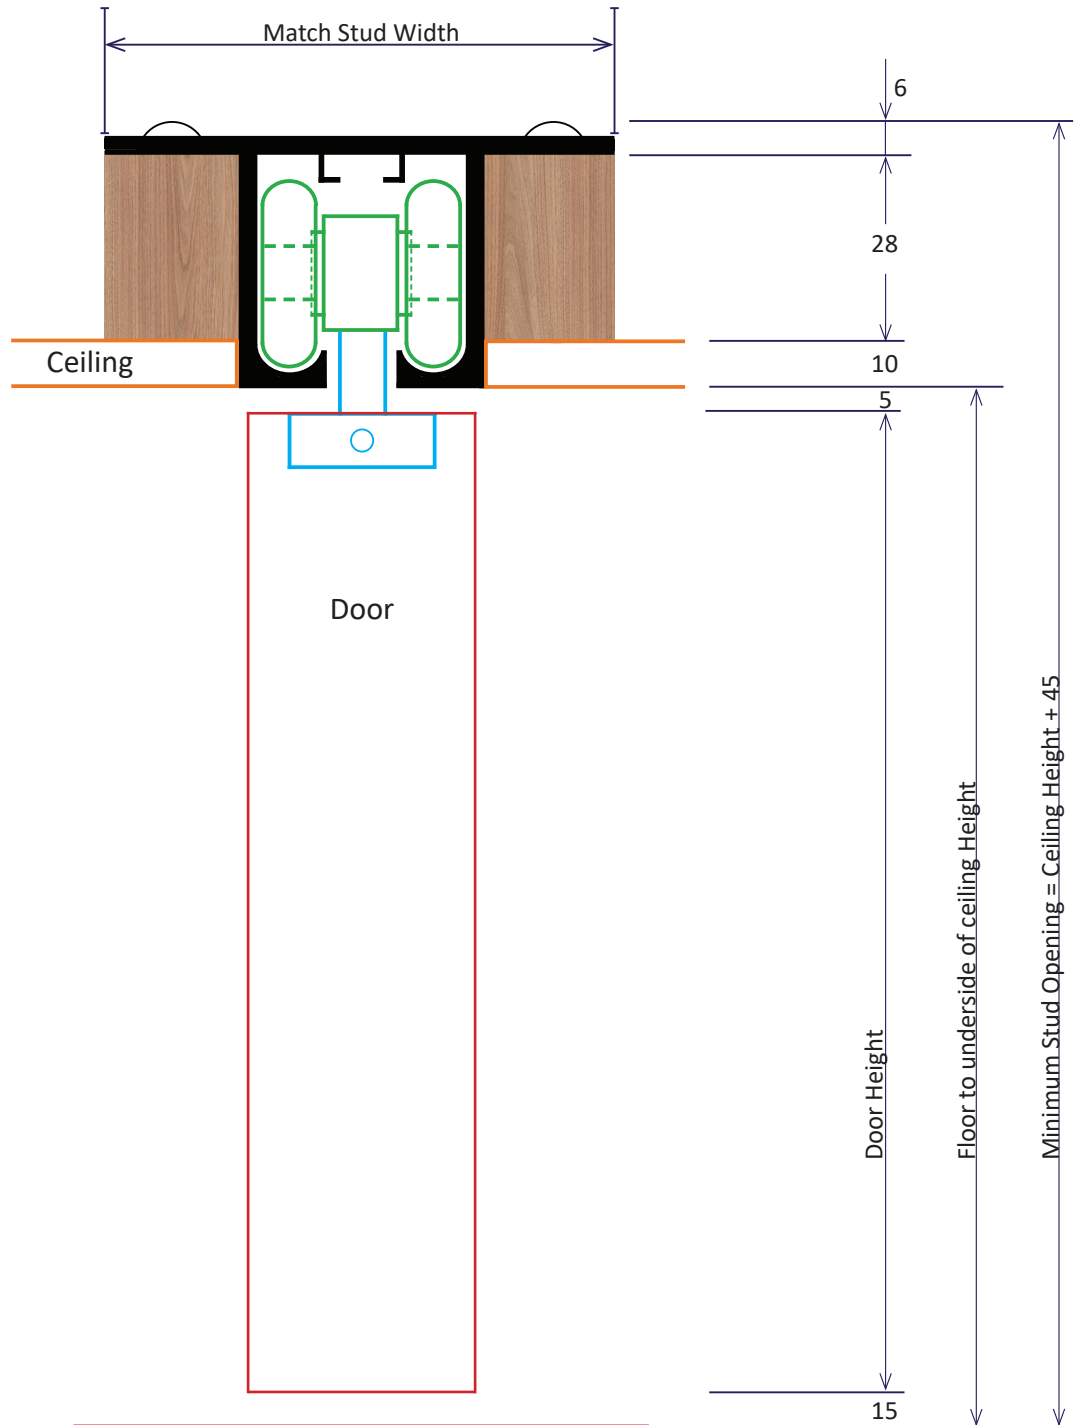 Match Stud Width
6
28
Ceiling
10
5
Door
Door Height
Floor to underside of ceiling Height
Minimum Stud Opening = Ceiling Height + 45
15